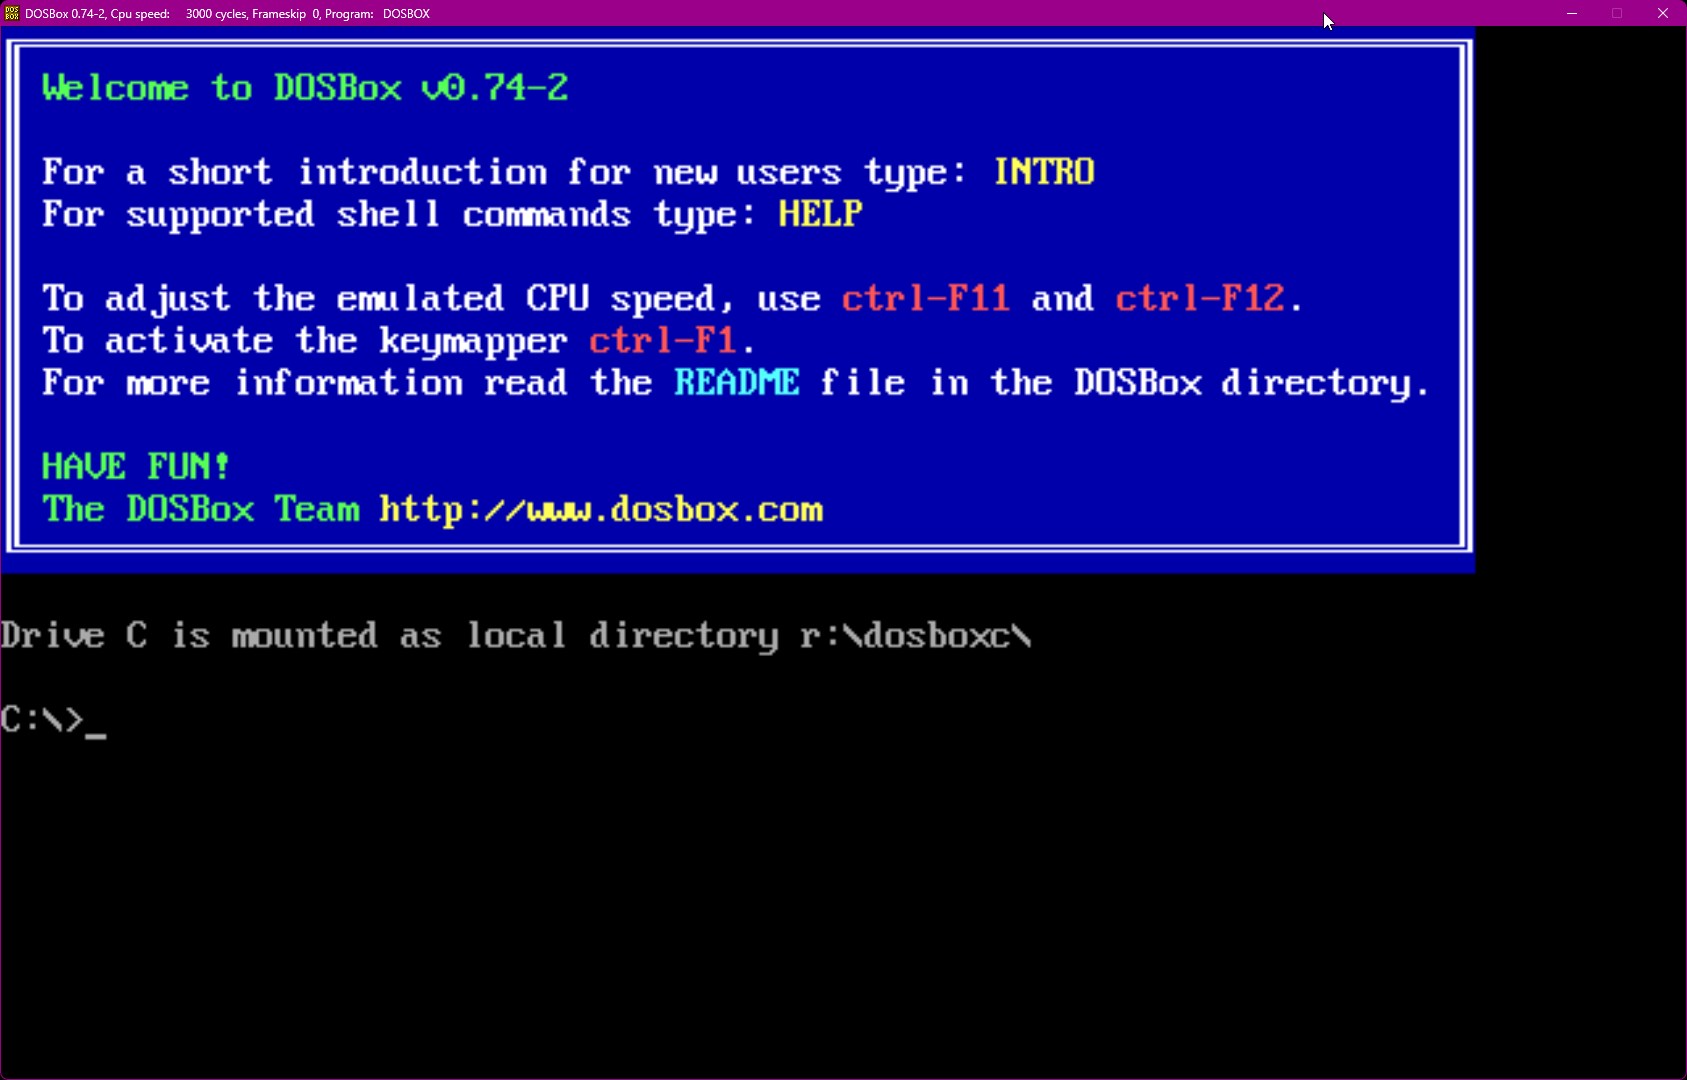 DOSBox 0.74-2, Cpu speed:    3000 cycles, Frameskip  0, Program:   DOSBOX
Welcome to DOSBox v0.74-2
For a short introduction for new users type: INTRO
For supported shell commands type: HELP
To adjust the emulated CPU speed, use ctrl-F11 and ctrl-F12.
To activate the keymapper ctrl-F1.
For more information read the README file in the DOSBox directory.
HAVE FUN!
The DOSBox Team http://www.dosbox.com
Drive C is mounted as local directory r:\dosboxc\
C:\>_